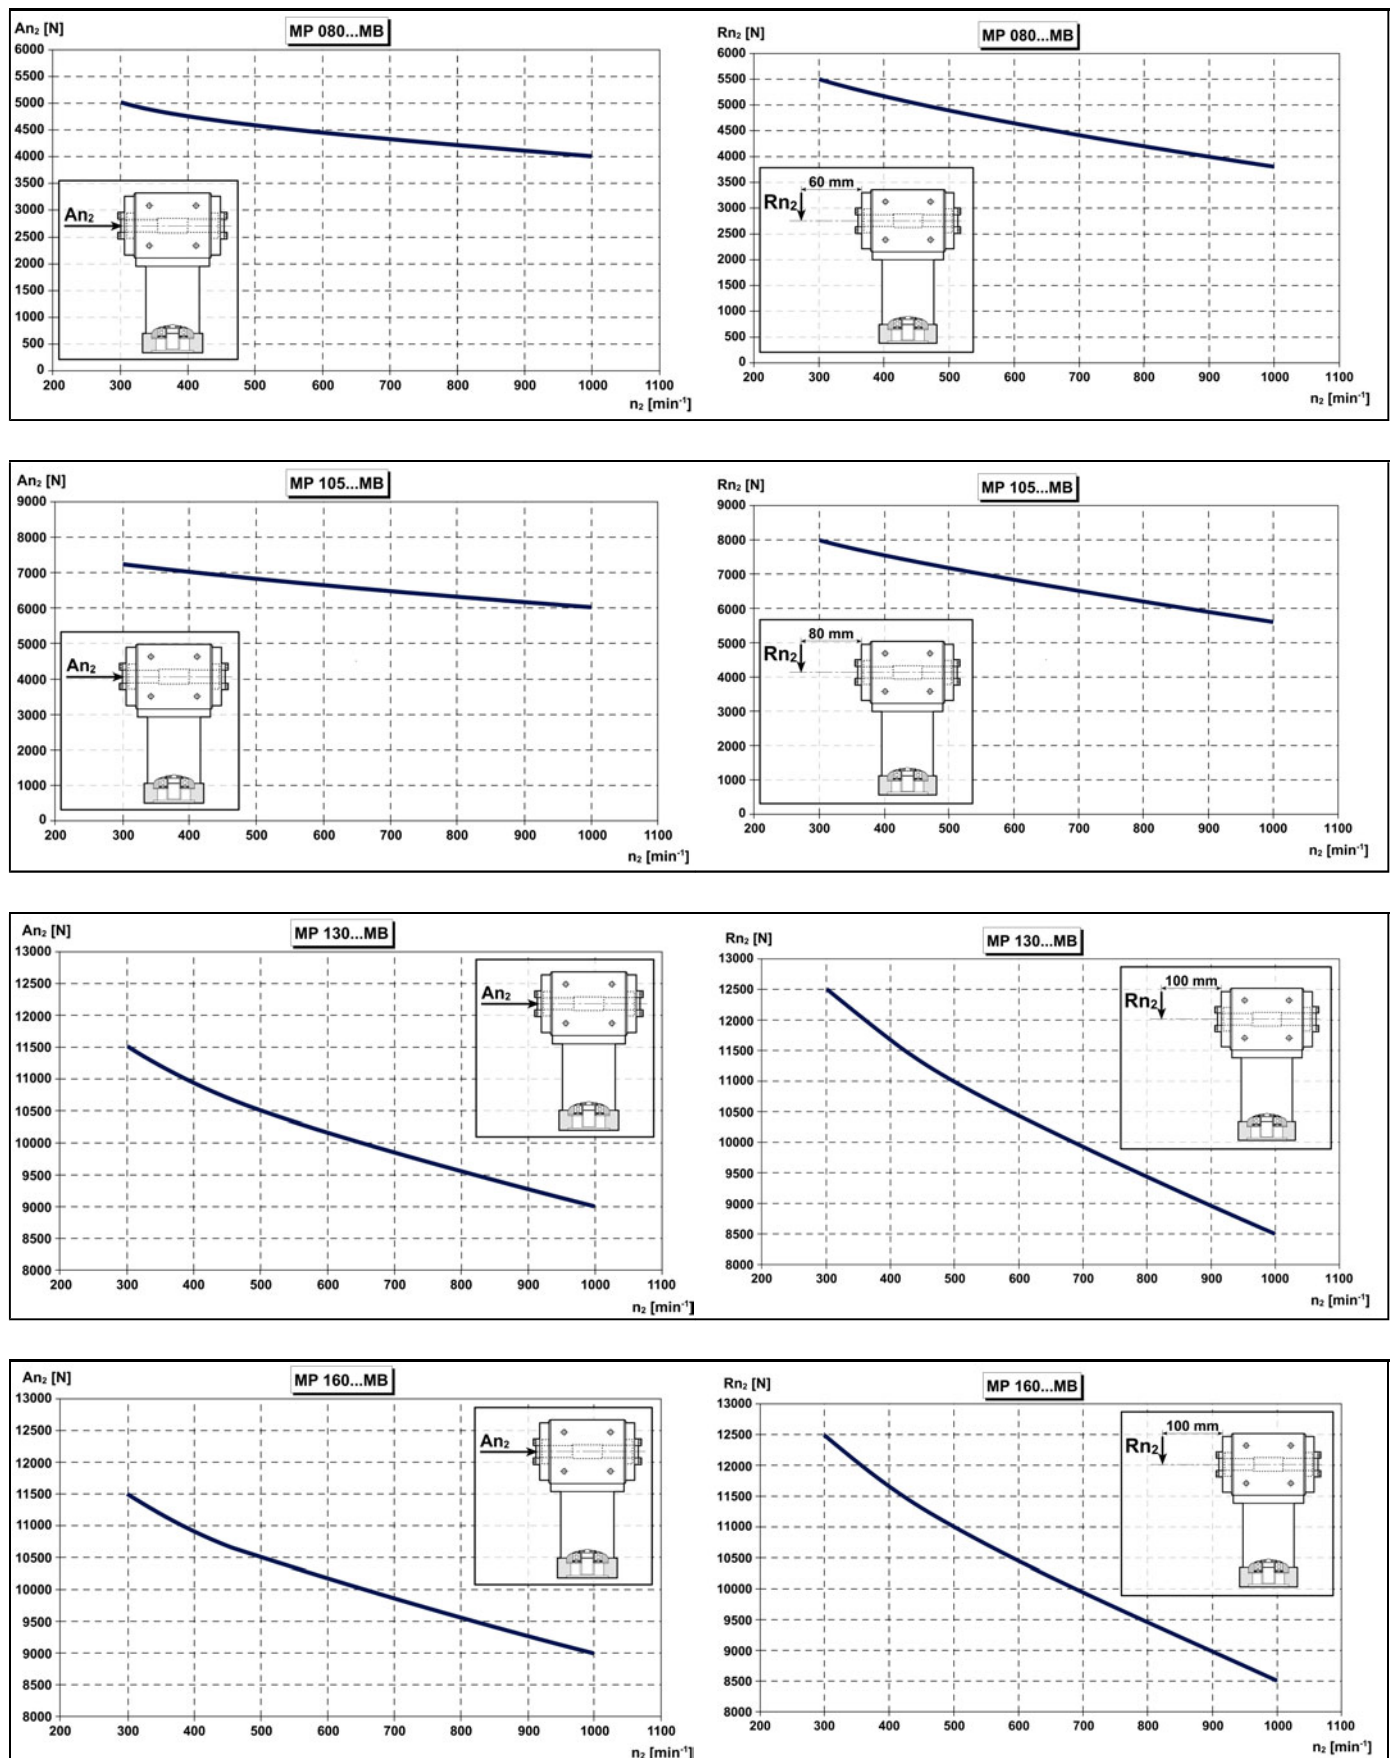 An₂ [N]
MP 080...MB
6000
5500
5000
4500
4000
3500
3000
2500
2000
1500
1000
500
0
An₂
200 300 400 500 600 700 800 900 1000 1100
n₂ [min⁻¹]
Rn₂ [N]
MP 080...MB
6000
5500
5000
4500
4000
3500
3000
2500
2000
1500
1000
500
0
60 mm
Rn₂
200 300 400 500 600 700 800 900 1000 1100
n₂ [min⁻¹]
An₂ [N]
MP 105...MB
9000
8000
7000
6000
5000
4000
3000
2000
1000
0
An₂
200 300 400 500 600 700 800 900 1000 1100
n₂ [min⁻¹]
Rn₂ [N]
MP 105...MB
9000
8000
7000
6000
5000
4000
3000
2000
1000
0
80 mm
Rn₂
200 300 400 500 600 700 800 900 1000 1100
n₂ [min⁻¹]
An₂ [N]
MP 130...MB
13000
12500
12000
11500
11000
10500
10000
9500
9000
8500
8000
An₂
200 300 400 500 600 700 800 900 1000 1100
n₂ [min⁻¹]
Rn₂ [N]
MP 130...MB
13000
12500
12000
11500
11000
10500
10000
9500
9000
8500
8000
100 mm
Rn₂
200 300 400 500 600 700 800 900 1000 1100
n₂ [min⁻¹]
An₂ [N]
MP 160...MB
13000
12500
12000
11500
11000
10500
10000
9500
9000
8500
8000
An₂
200 300 400 500 600 700 800 900 1000 1100
n₂ [min⁻¹]
Rn₂ [N]
MP 160...MB
13000
12500
12000
11500
11000
10500
10000
9500
9000
8500
8000
100 mm
Rn₂
200 300 400 500 600 700 800 900 1000 1100
n₂ [min⁻¹]